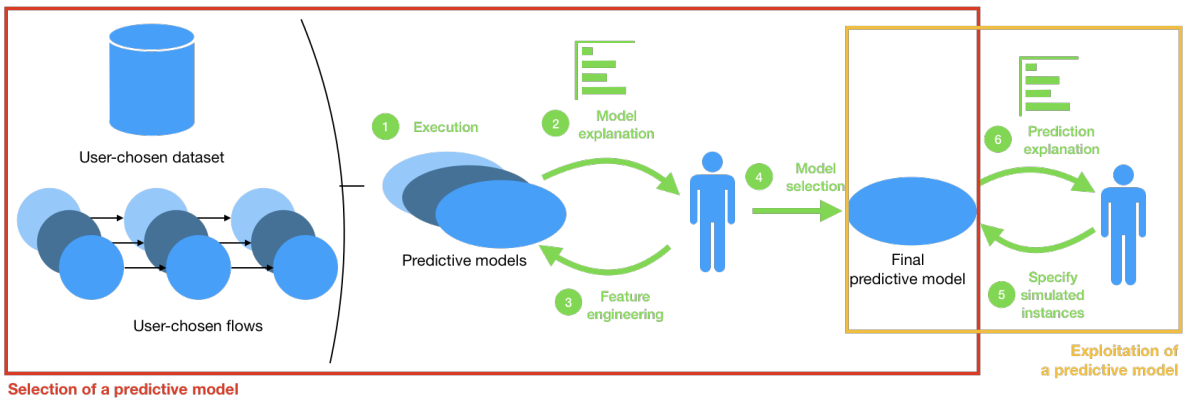 User-chosen dataset
User-chosen flows
1
Execution
Predictive models
2
Model
explanation
3
Feature
engineering
4
Model
selection
Final
predictive model
6
Prediction
explanation
5
Specify
simulated
instances
Selection of a predictive model
Exploitation of
a predictive model